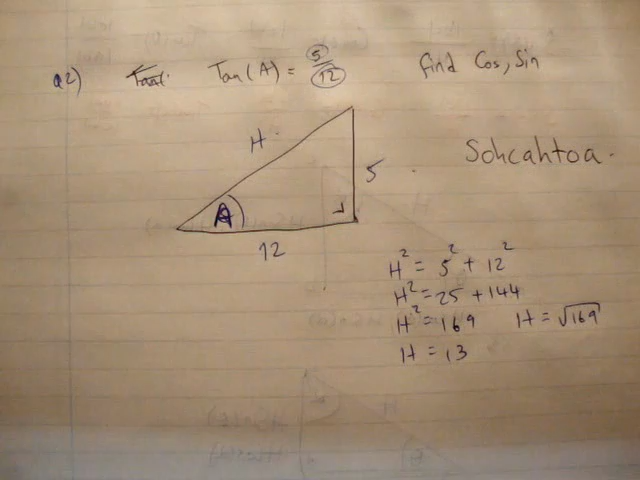 Q2) Tan(A) = 5/12 find Cos, Sin
H
Sohcahtoa.
5
A
12
H² = 5² + 12²
H² = 25 + 144
H² = 169 H = √169
H = 13